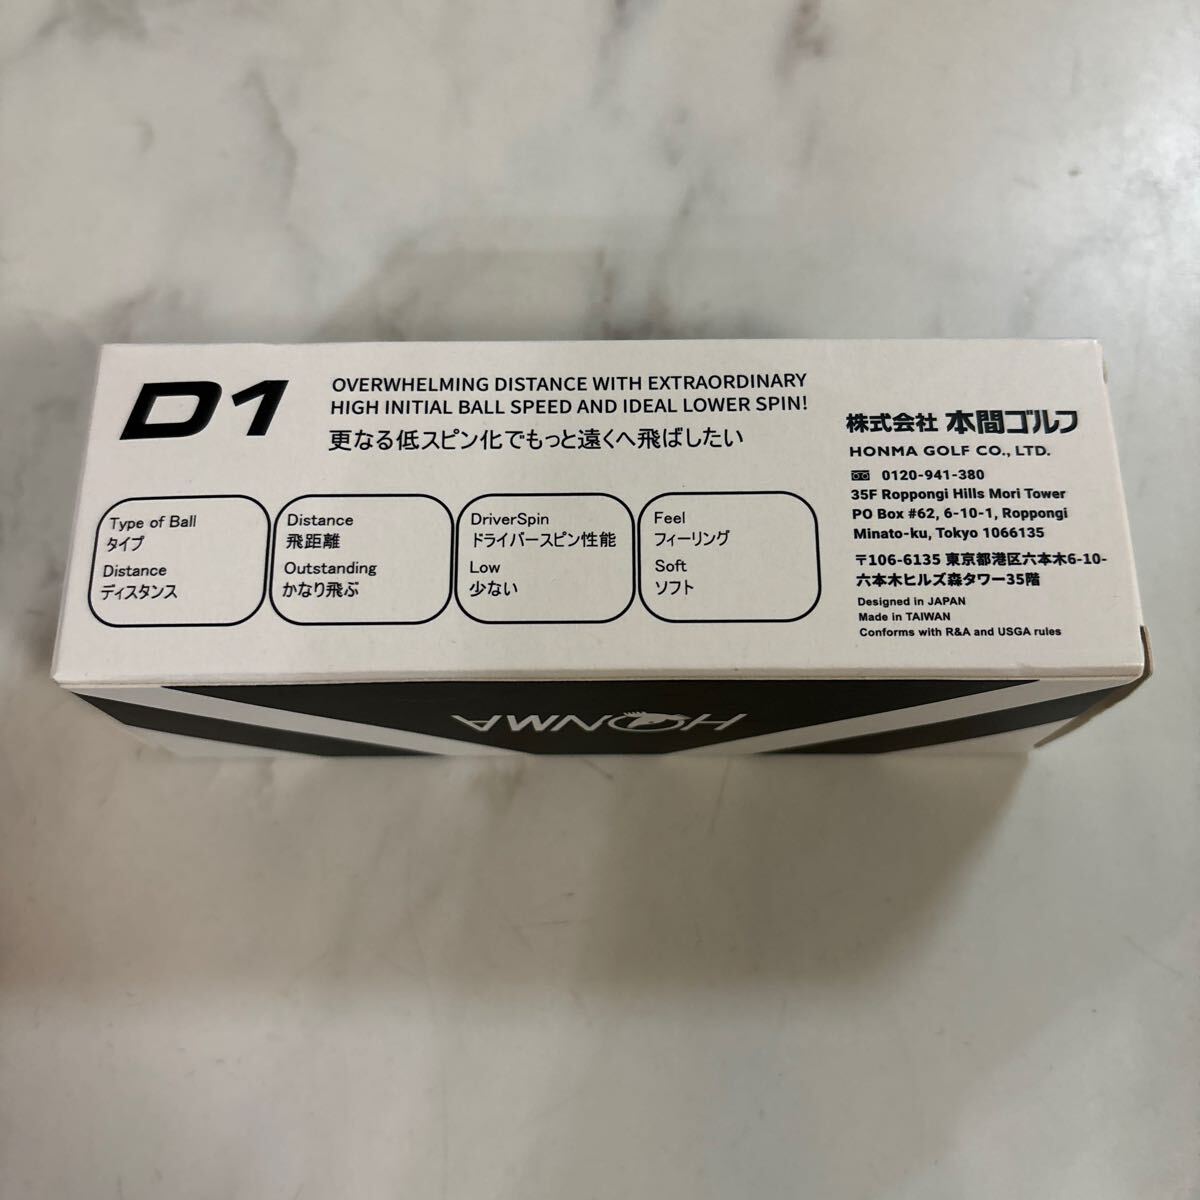 D1
OVERWHELMING DISTANCE WITH EXTRAORDINARY
HIGH INITIAL BALL SPEED AND IDEAL LOWER SPIN!
更なる低スピン化でもっと遠くへ飛ばしたい
Type of Ball
タイプ
Distance
ディスタンス
Distance
飛距離
Outstanding
かなり飛ぶ
DriverSpin
ドライバースピン性能
Low
少ない
Feel
フィーリング
Soft
ソフト
株式会社 本間ゴルフ
HONMA GOLF CO., LTD.
0120-941-380
35F Roppongi Hills Mori Tower
PO Box #62, 6-10-1, Roppongi
Minato-ku, Tokyo 1066135
〒106-6135 東京都港区六本木6-10-
六本木ヒルズ森タワー35階
Designed in JAPAN
Made in TAIWAN
Conforms with R&A and USGA rules
HONMA